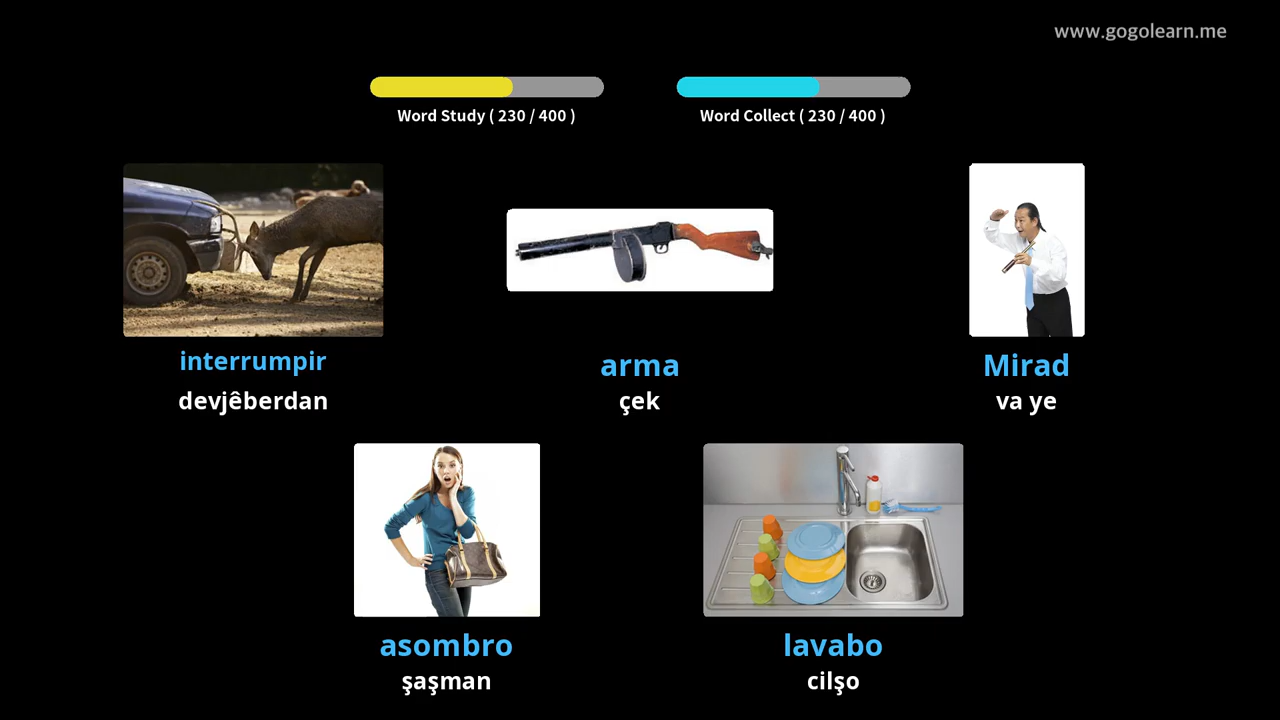 www.gogolearn.me
Word Study ( 230 / 400 )
Word Collect ( 230 / 400 )
interrumpir
devjêberdan
arma
çek
Mirad
va ye
asombro
şaşman
lavabo
cilşo